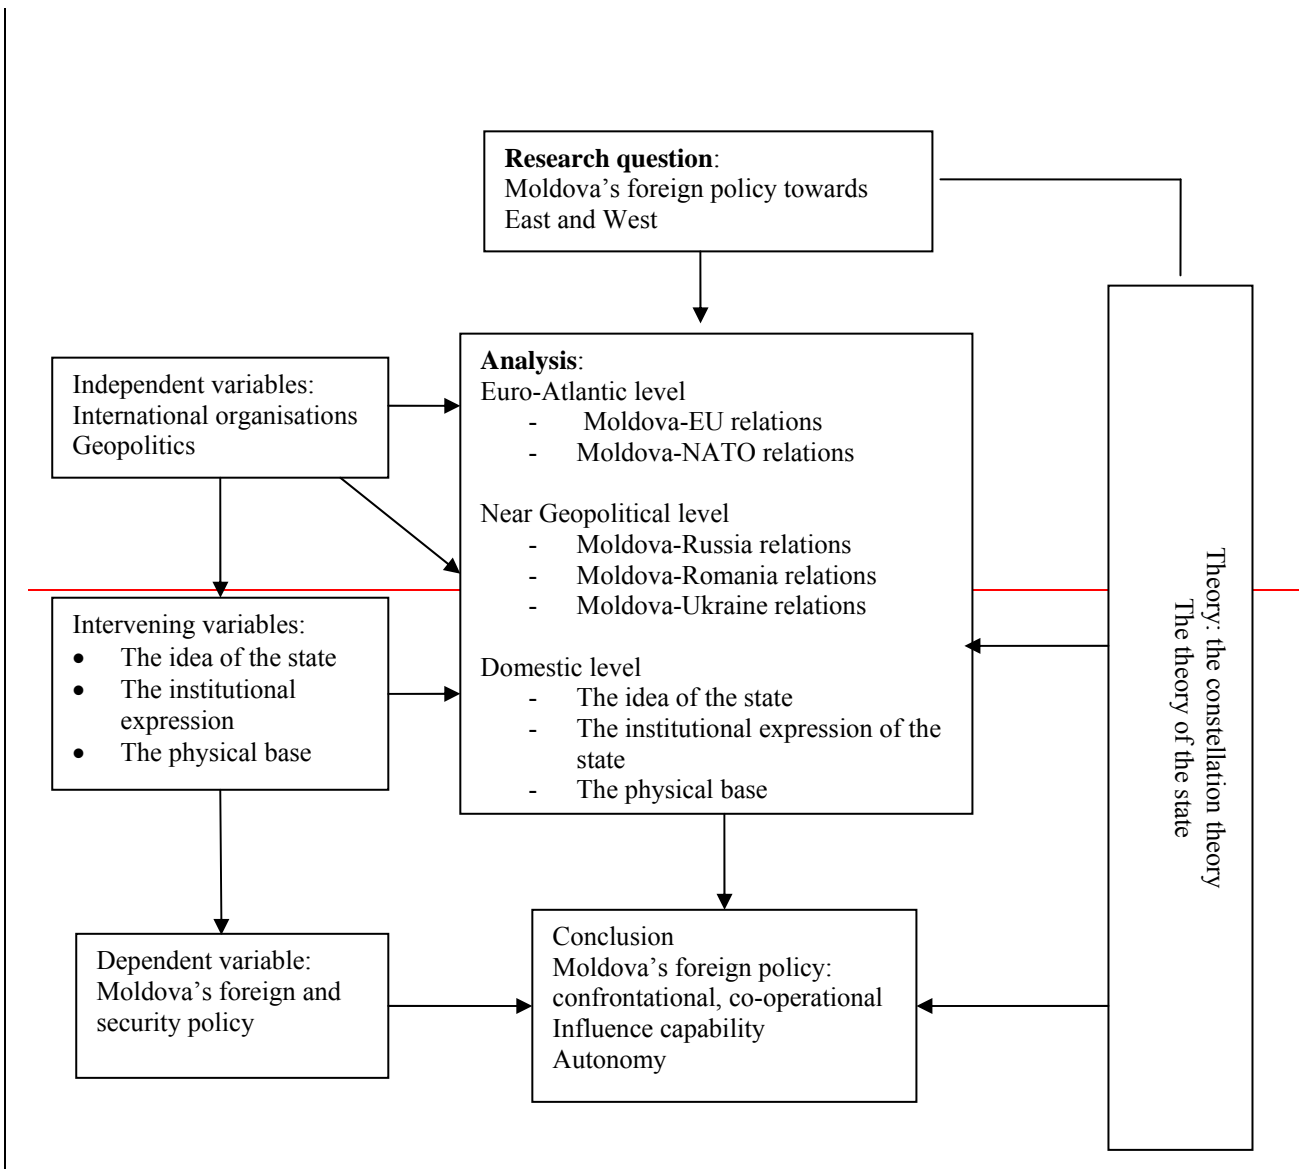 Research question:
Moldova’s foreign policy towards
East and West
Independent variables:
International organisations
Geopolitics
Analysis:
Euro-Atlantic level
- Moldova-EU relations
- Moldova-NATO relations
Near Geopolitical level
- Moldova-Russia relations
- Moldova-Romania relations
- Moldova-Ukraine relations
Domestic level
- The idea of the state
- The institutional expression of the
state
- The physical base
Theory: the constellation theory
The theory of the state
Intervening variables:
• The idea of the state
• The institutional
expression
• The physical base
Dependent variable:
Moldova’s foreign and
security policy
Conclusion
Moldova’s foreign policy:
confrontational, co-operational
Influence capability
Autonomy